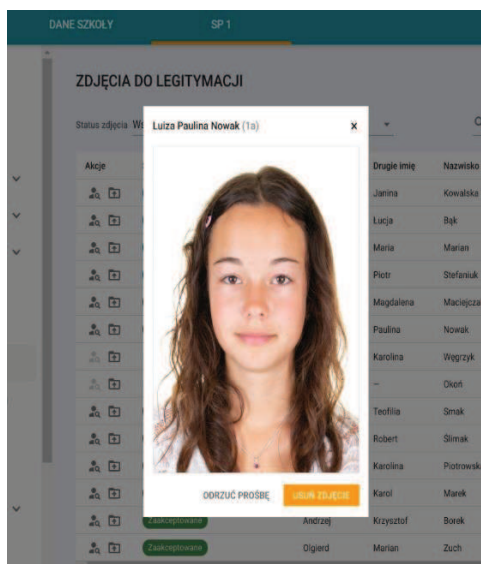 DANE SZKOŁY SP 1
ZDJĘCIA DO LEGITYMACJI
Status zdjęcia
Luiza Paulina Nowak (1a) x
Akcje Drugie imię Nazwisko
Janina Kowalska
Łucja Bąk
Maria Marian
Piotr Stefaniuk
Magdalena
Paulina Nowak
Karolina Węgrzyk
– Okoń
Teofilia Smak
Robert Ślimak
Karolina
ODRZUĆ PROŚBĘ USUŃ ZDJĘCIE Karol Marek
Zaakceptowane Andrzej Krzysztof Borek
Zaakceptowane Olgierd Marian Zuch